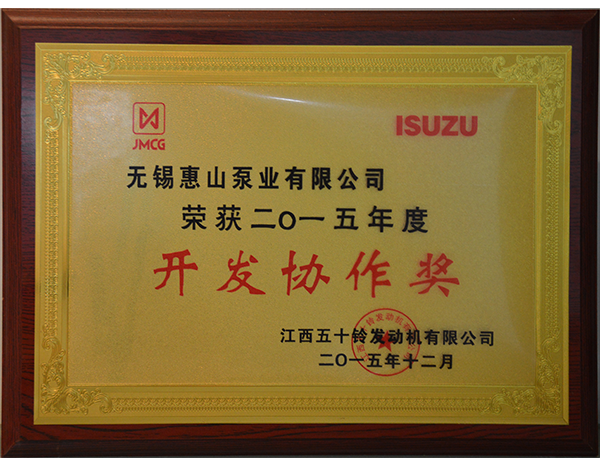 JMCG
ISUZU
无锡惠山泵业有限公司
荣获二〇一五年度
开发协作奖
江西五十铃发动机有限公司
二〇一五年十二月